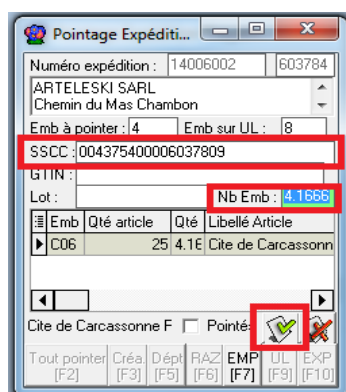 Pointage Expéditi...
Numéro expédition : 14006002 603784
ARTELESKI SARL
Chemin du Mas Chambon
Emb à pointer : 4 Emb sur UL : 8
SSCC : 004375400006037809
GTIN :
Lot : Nb Emb : 4.1666
Emb Qté article Qté Libellé Article
C06 25 4.16 Cite de Carcassonn
Cite de Carcassonne F Pointé
Tout pointer Créa. Dépt RAZ EMP UL EXP
[F2] [F3] [F5] [F6] [F7] [F9] [F10]